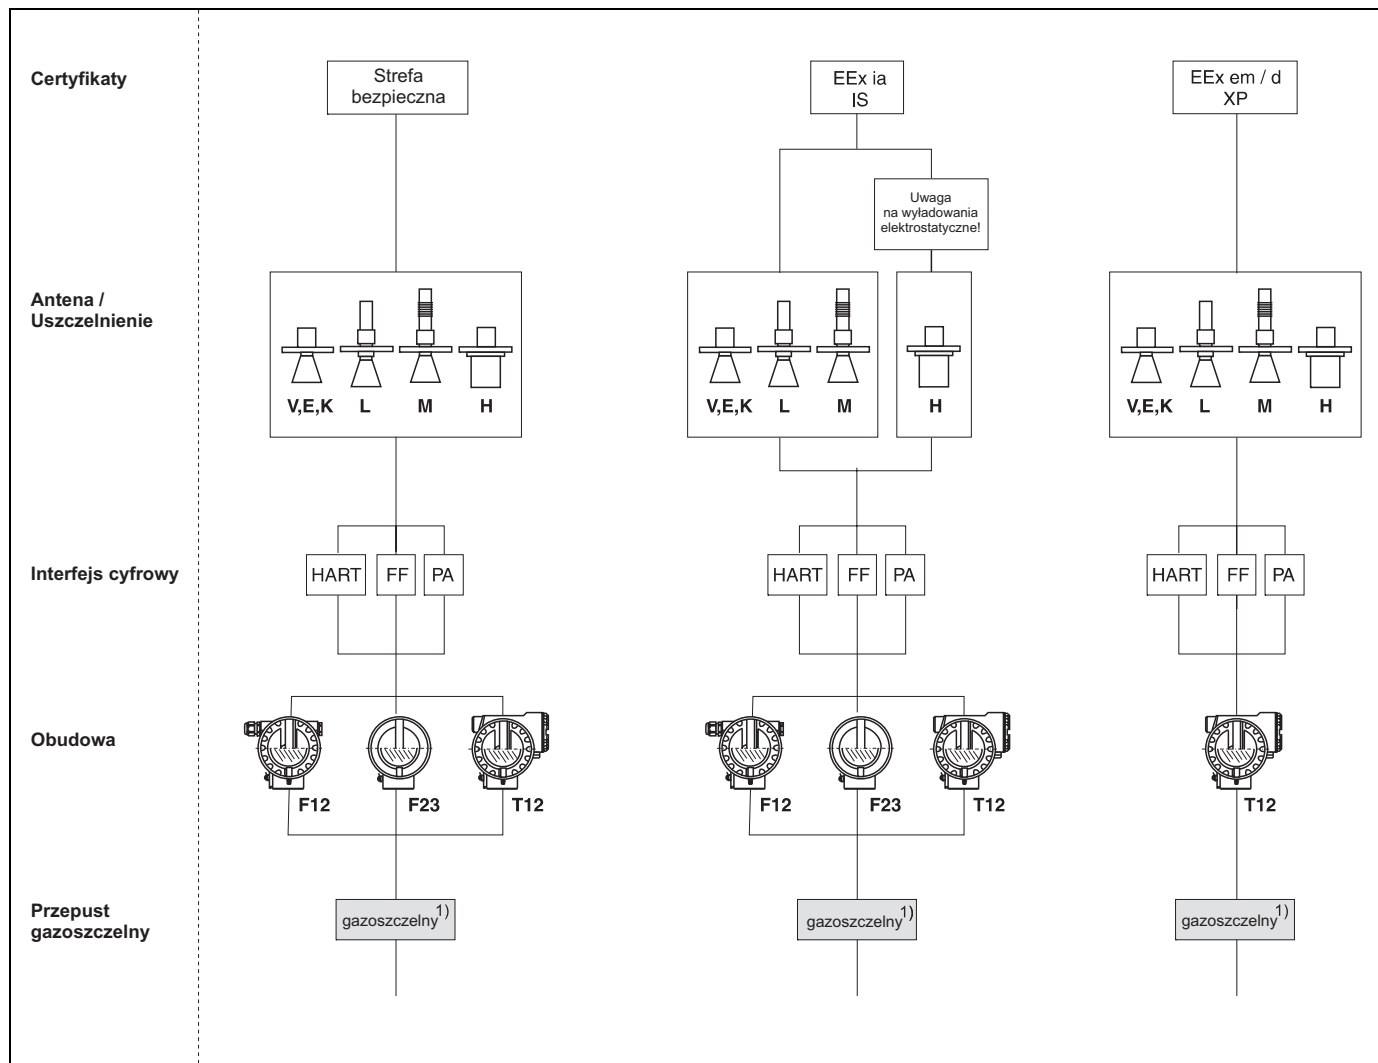 Certyfikaty
Strefa
bezpieczna
EEx ia
IS
EEx em / d
XP
Uwaga
na wyładowania
elektrostatyczne!
Antena /
Uszczelnienie
V,E,K L M H
V,E,K L M H
V,E,K L M H
Interfejs cyfrowy
HART FF PA
HART FF PA
HART FF PA
Obudowa
F12 F23 T12
F12 F23 T12
T12
Przepust
gazoszczelny
gazoszczelny1)
gazoszczelny1)
gazoszczelny1)